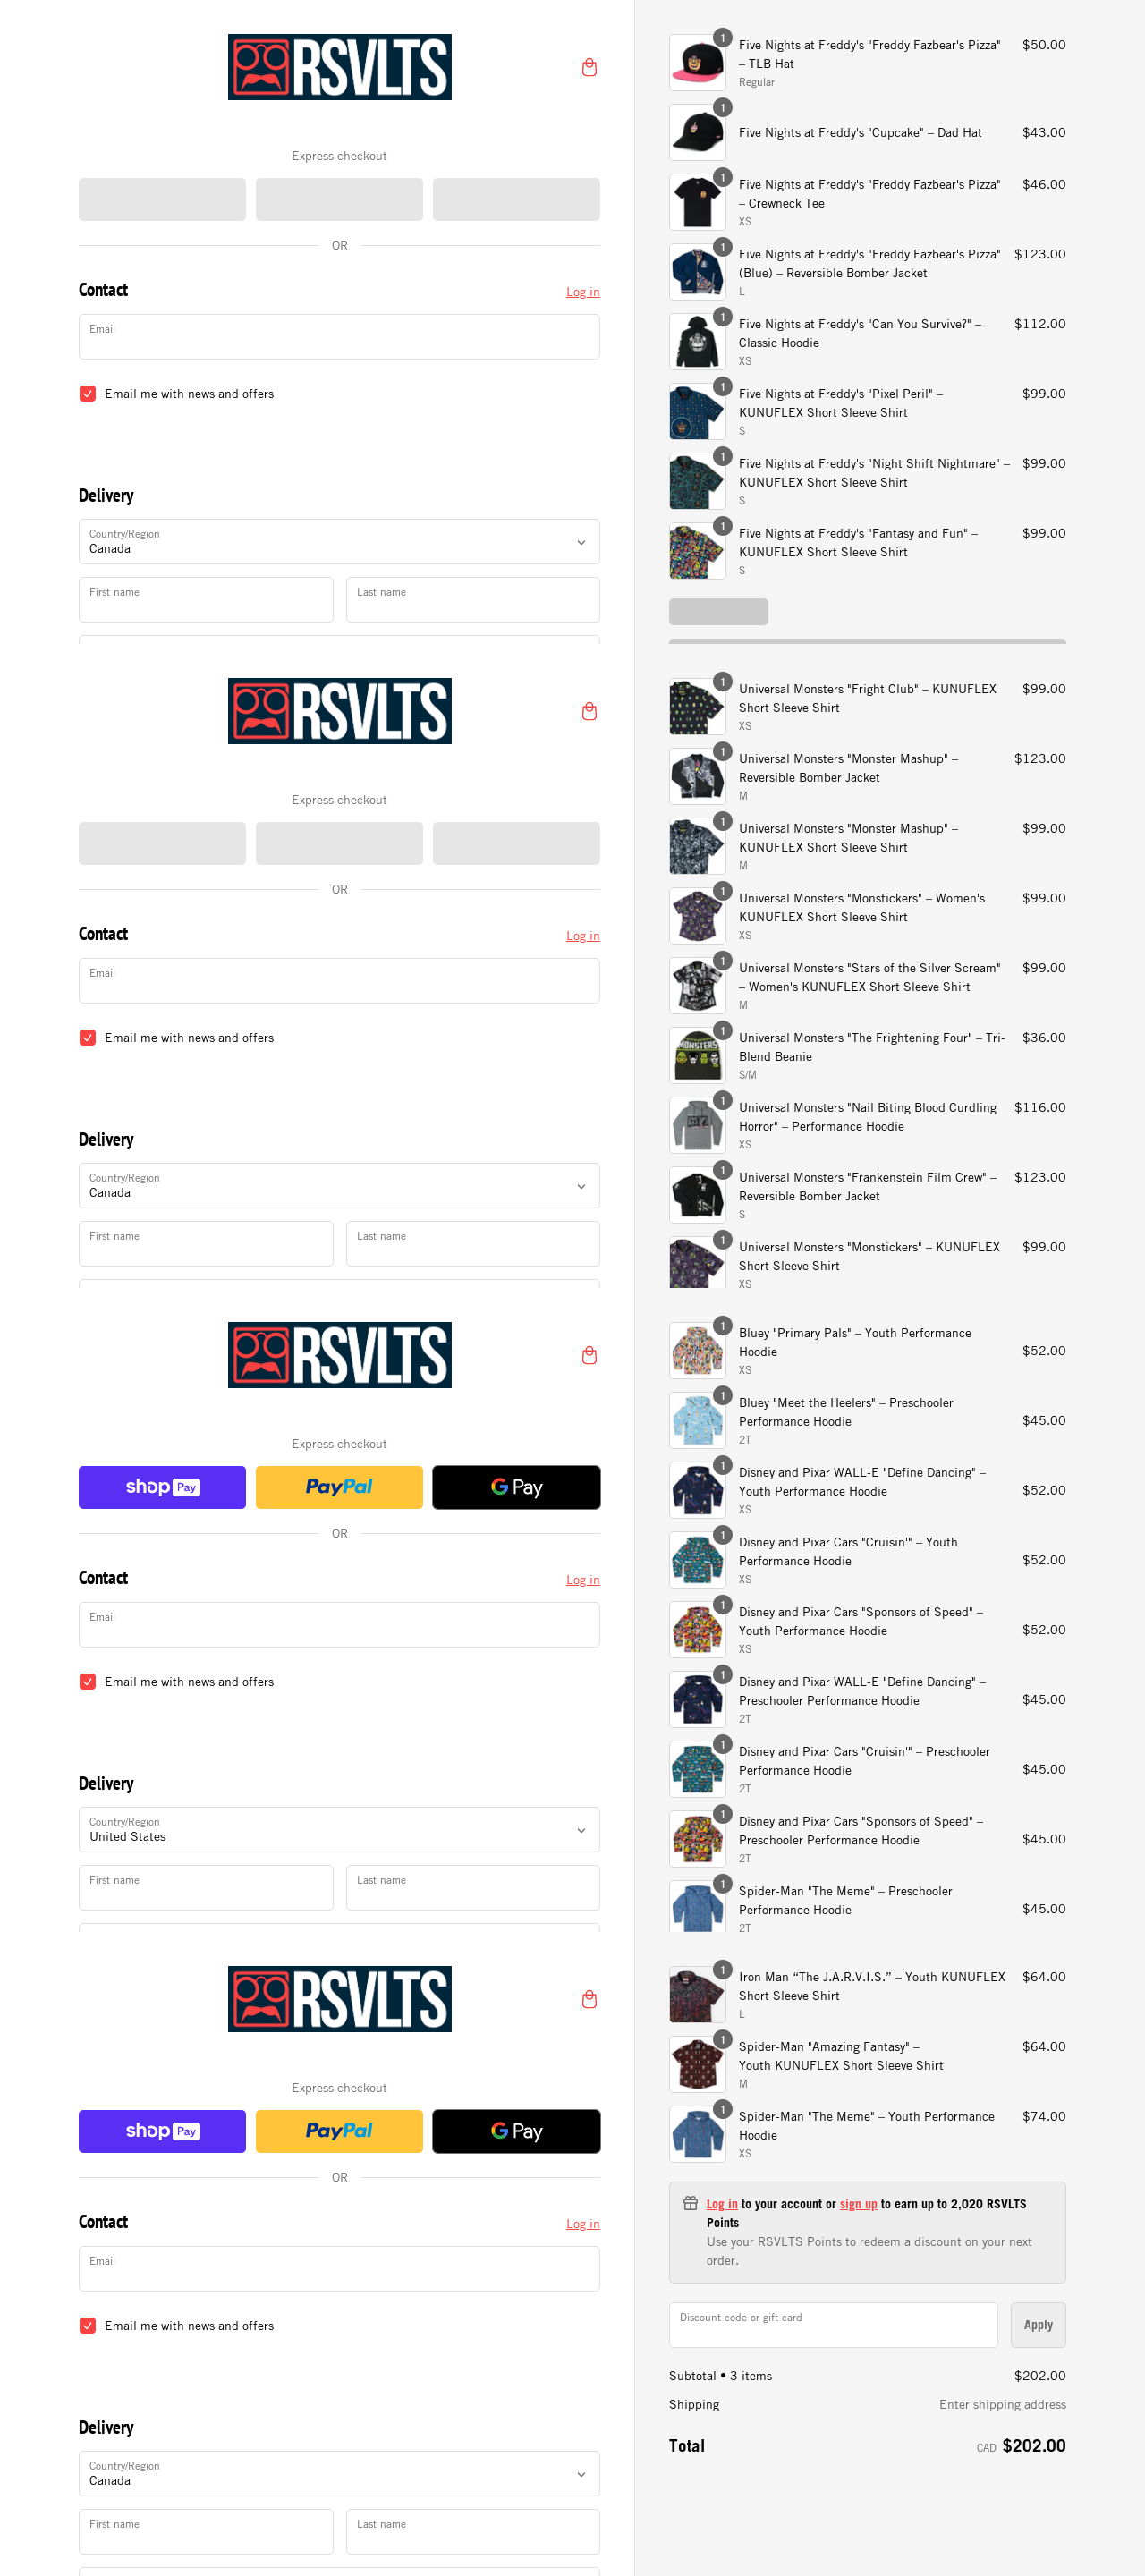 RSVLTS
Express checkout
OR
Contact
Log in
Email
Email me with news and offers
Delivery
Country/Region
Canada
First name
Last name
1
Five Nights at Freddy's "Freddy Fazbear's Pizza"
– TLB Hat
Regular
$50.00
1
Five Nights at Freddy's "Cupcake" – Dad Hat
$43.00
1
Five Nights at Freddy's "Freddy Fazbear's Pizza"
– Crewneck Tee
XS
$46.00
1
Five Nights at Freddy's "Freddy Fazbear's Pizza"
(Blue) – Reversible Bomber Jacket
L
$123.00
1
Five Nights at Freddy's "Can You Survive?" –
Classic Hoodie
XS
$112.00
1
Five Nights at Freddy's "Pixel Peril" –
KUNUFLEX Short Sleeve Shirt
S
$99.00
1
Five Nights at Freddy's "Night Shift Nightmare" –
KUNUFLEX Short Sleeve Shirt
S
$99.00
1
Five Nights at Freddy's "Fantasy and Fun" –
KUNUFLEX Short Sleeve Shirt
S
$99.00
RSVLTS
Express checkout
OR
Contact
Log in
Email
Email me with news and offers
Delivery
Country/Region
Canada
First name
Last name
1
Universal Monsters "Fright Club" – KUNUFLEX
Short Sleeve Shirt
XS
$99.00
1
Universal Monsters "Monster Mashup" –
Reversible Bomber Jacket
M
$123.00
1
Universal Monsters "Monster Mashup" –
KUNUFLEX Short Sleeve Shirt
M
$99.00
1
Universal Monsters "Monstickers" – Women's
KUNUFLEX Short Sleeve Shirt
XS
$99.00
1
Universal Monsters "Stars of the Silver Scream"
– Women's KUNUFLEX Short Sleeve Shirt
M
$99.00
MONSTERS
1
Universal Monsters "The Frightening Four" – Tri-
Blend Beanie
S/M
$36.00
1
Universal Monsters "Nail Biting Blood Curdling
Horror" – Performance Hoodie
XS
$116.00
1
Universal Monsters "Frankenstein Film Crew" –
Reversible Bomber Jacket
S
$123.00
1
Universal Monsters "Monstickers" – KUNUFLEX
Short Sleeve Shirt
XS
$99.00
RSVLTS
Express checkout
shop Pay
PayPal
G Pay
OR
Contact
Log in
Email
Email me with news and offers
Delivery
Country/Region
United States
First name
Last name
1
Bluey "Primary Pals" – Youth Performance
Hoodie
XS
$52.00
1
Bluey "Meet the Heelers" – Preschooler
Performance Hoodie
2T
$45.00
1
Disney and Pixar WALL-E "Define Dancing" –
Youth Performance Hoodie
XS
$52.00
1
Disney and Pixar Cars "Cruisin'" – Youth
Performance Hoodie
XS
$52.00
1
Disney and Pixar Cars "Sponsors of Speed" –
Youth Performance Hoodie
XS
$52.00
1
Disney and Pixar WALL-E "Define Dancing" –
Preschooler Performance Hoodie
2T
$45.00
1
Disney and Pixar Cars "Cruisin'" – Preschooler
Performance Hoodie
2T
$45.00
1
Disney and Pixar Cars "Sponsors of Speed" –
Preschooler Performance Hoodie
2T
$45.00
1
Spider-Man "The Meme" – Preschooler
Performance Hoodie
2T
$45.00
RSVLTS
Express checkout
shop Pay
PayPal
G Pay
OR
Contact
Log in
Email
Email me with news and offers
Delivery
Country/Region
Canada
First name
Last name
1
Iron Man “The J.A.R.V.I.S.” – Youth KUNUFLEX
Short Sleeve Shirt
L
$64.00
1
Spider-Man "Amazing Fantasy" –
Youth KUNUFLEX Short Sleeve Shirt
M
$64.00
1
Spider-Man "The Meme" – Youth Performance
Hoodie
XS
$74.00
Log in to your account or sign up to earn up to 2,020 RSVLTS
Points
Use your RSVLTS Points to redeem a discount on your next
order.
Discount code or gift card
Apply
Subtotal • 3 items
$202.00
Shipping
Enter shipping address
Total
CAD $202.00